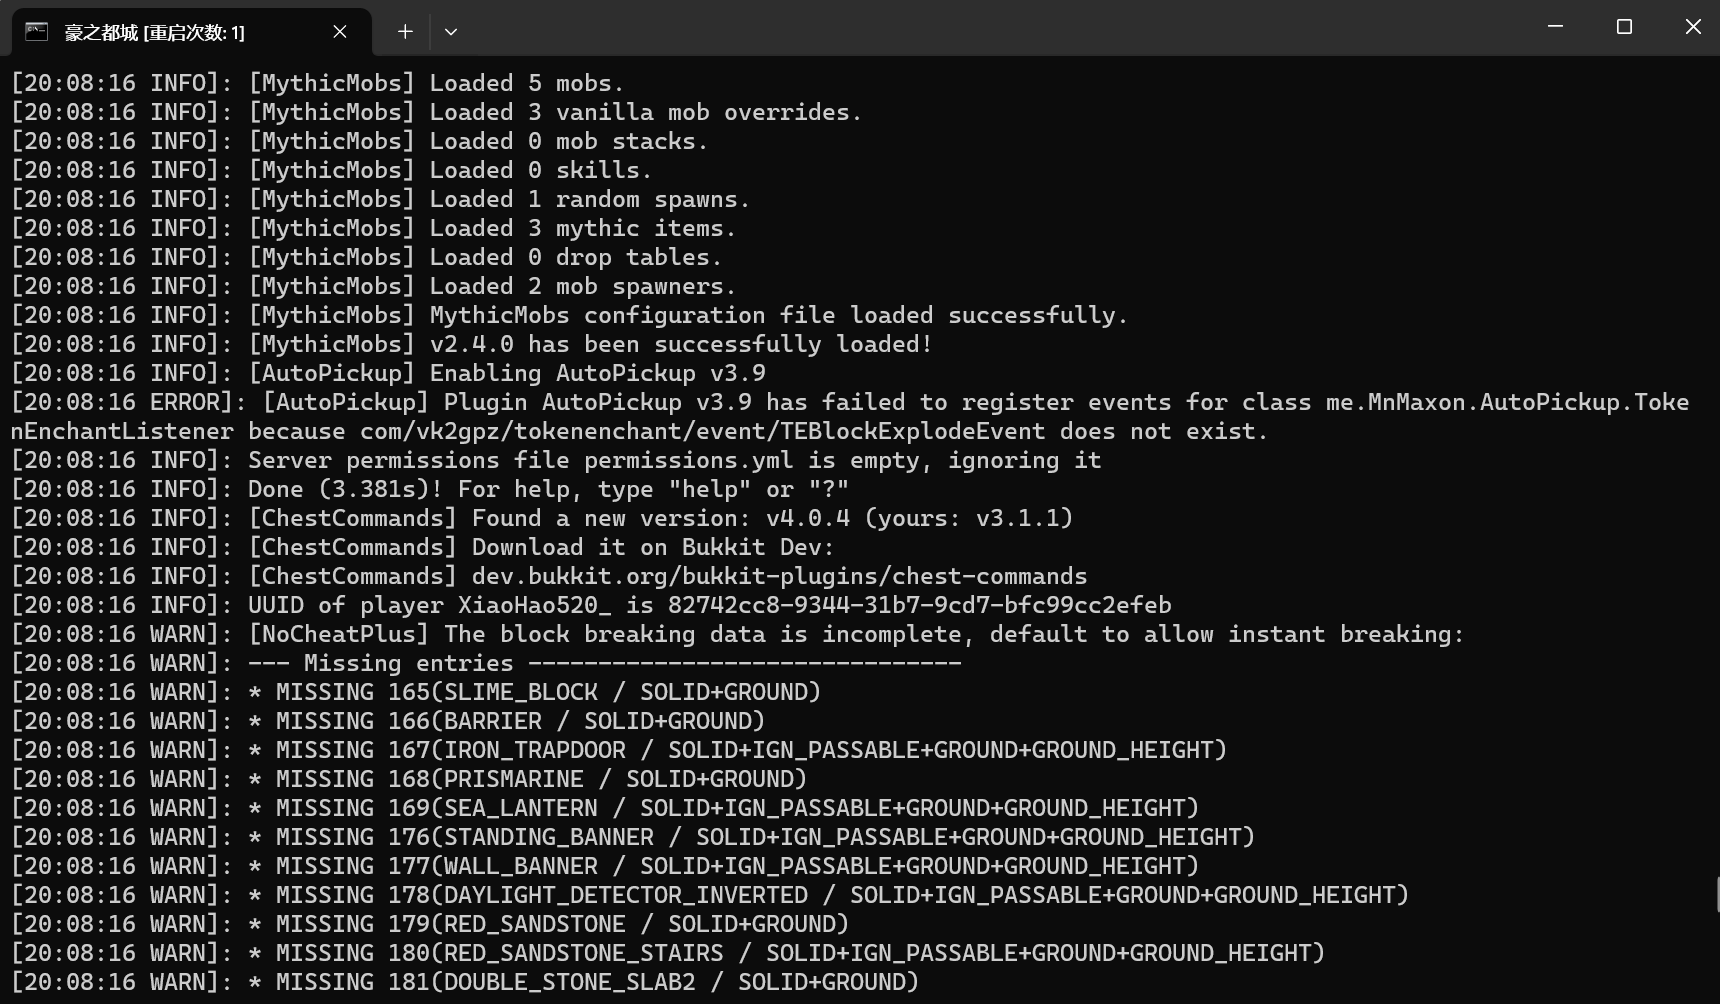 豪之都城 [重启次数: 1]
[20:08:16 INFO]: [MythicMobs] Loaded 5 mobs.
[20:08:16 INFO]: [MythicMobs] Loaded 3 vanilla mob overrides.
[20:08:16 INFO]: [MythicMobs] Loaded 0 mob stacks.
[20:08:16 INFO]: [MythicMobs] Loaded 0 skills.
[20:08:16 INFO]: [MythicMobs] Loaded 1 random spawns.
[20:08:16 INFO]: [MythicMobs] Loaded 3 mythic items.
[20:08:16 INFO]: [MythicMobs] Loaded 0 drop tables.
[20:08:16 INFO]: [MythicMobs] Loaded 2 mob spawners.
[20:08:16 INFO]: [MythicMobs] MythicMobs configuration file loaded successfully.
[20:08:16 INFO]: [MythicMobs] v2.4.0 has been successfully loaded!
[20:08:16 INFO]: [AutoPickup] Enabling AutoPickup v3.9
[20:08:16 ERROR]: [AutoPickup] Plugin AutoPickup v3.9 has failed to register events for class me.MnMaxon.AutoPickup.Toke
nEnchantListener because com/vk2gpz/tokenenchant/event/TEBlockExplodeEvent does not exist.
[20:08:16 INFO]: Server permissions file permissions.yml is empty, ignoring it
[20:08:16 INFO]: Done (3.381s)! For help, type "help" or "?"
[20:08:16 INFO]: [ChestCommands] Found a new version: v4.0.4 (yours: v3.1.1)
[20:08:16 INFO]: [ChestCommands] Download it on Bukkit Dev:
[20:08:16 INFO]: [ChestCommands] dev.bukkit.org/bukkit-plugins/chest-commands
[20:08:16 INFO]: UUID of player XiaoHao520_ is 82742cc8-9344-31b7-9cd7-bfc99cc2efeb
[20:08:16 WARN]: [NoCheatPlus] The block breaking data is incomplete, default to allow instant breaking:
[20:08:16 WARN]: --- Missing entries -------------------------------
[20:08:16 WARN]: * MISSING 165(SLIME_BLOCK / SOLID+GROUND)
[20:08:16 WARN]: * MISSING 166(BARRIER / SOLID+GROUND)
[20:08:16 WARN]: * MISSING 167(IRON_TRAPDOOR / SOLID+IGN_PASSABLE+GROUND+GROUND_HEIGHT)
[20:08:16 WARN]: * MISSING 168(PRISMARINE / SOLID+GROUND)
[20:08:16 WARN]: * MISSING 169(SEA_LANTERN / SOLID+IGN_PASSABLE+GROUND+GROUND_HEIGHT)
[20:08:16 WARN]: * MISSING 176(STANDING_BANNER / SOLID+IGN_PASSABLE+GROUND+GROUND_HEIGHT)
[20:08:16 WARN]: * MISSING 177(WALL_BANNER / SOLID+IGN_PASSABLE+GROUND+GROUND_HEIGHT)
[20:08:16 WARN]: * MISSING 178(DAYLIGHT_DETECTOR_INVERTED / SOLID+IGN_PASSABLE+GROUND+GROUND_HEIGHT)
[20:08:16 WARN]: * MISSING 179(RED_SANDSTONE / SOLID+GROUND)
[20:08:16 WARN]: * MISSING 180(RED_SANDSTONE_STAIRS / SOLID+IGN_PASSABLE+GROUND+GROUND_HEIGHT)
[20:08:16 WARN]: * MISSING 181(DOUBLE_STONE_SLAB2 / SOLID+GROUND)